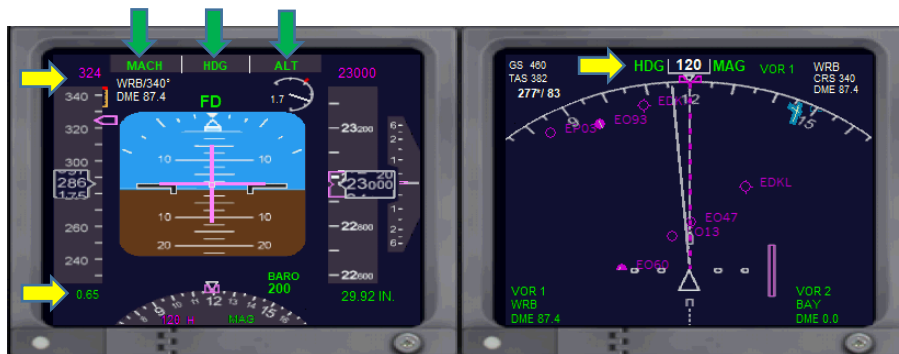 MACH HDG ALT
324 23000
WRB/340°
DME 87.4
1.7
FD
340
320
300
286
260
240
10 10
10 10
20 20
23200
23000
22800
22600
6
2
1
1
2
6
0.65
BARO
200
29.92 IN.
12
MAG
GS 460
TAS 382
277°/ 83
HDG 120 MAG
VOR 1
WRB
CRS 340
DME 87.4
9
12
15
EO93
EDKL
EO47
O13
EO60
VOR 1
WRB
DME 87.4
VOR 2
BAY
DME 0.0